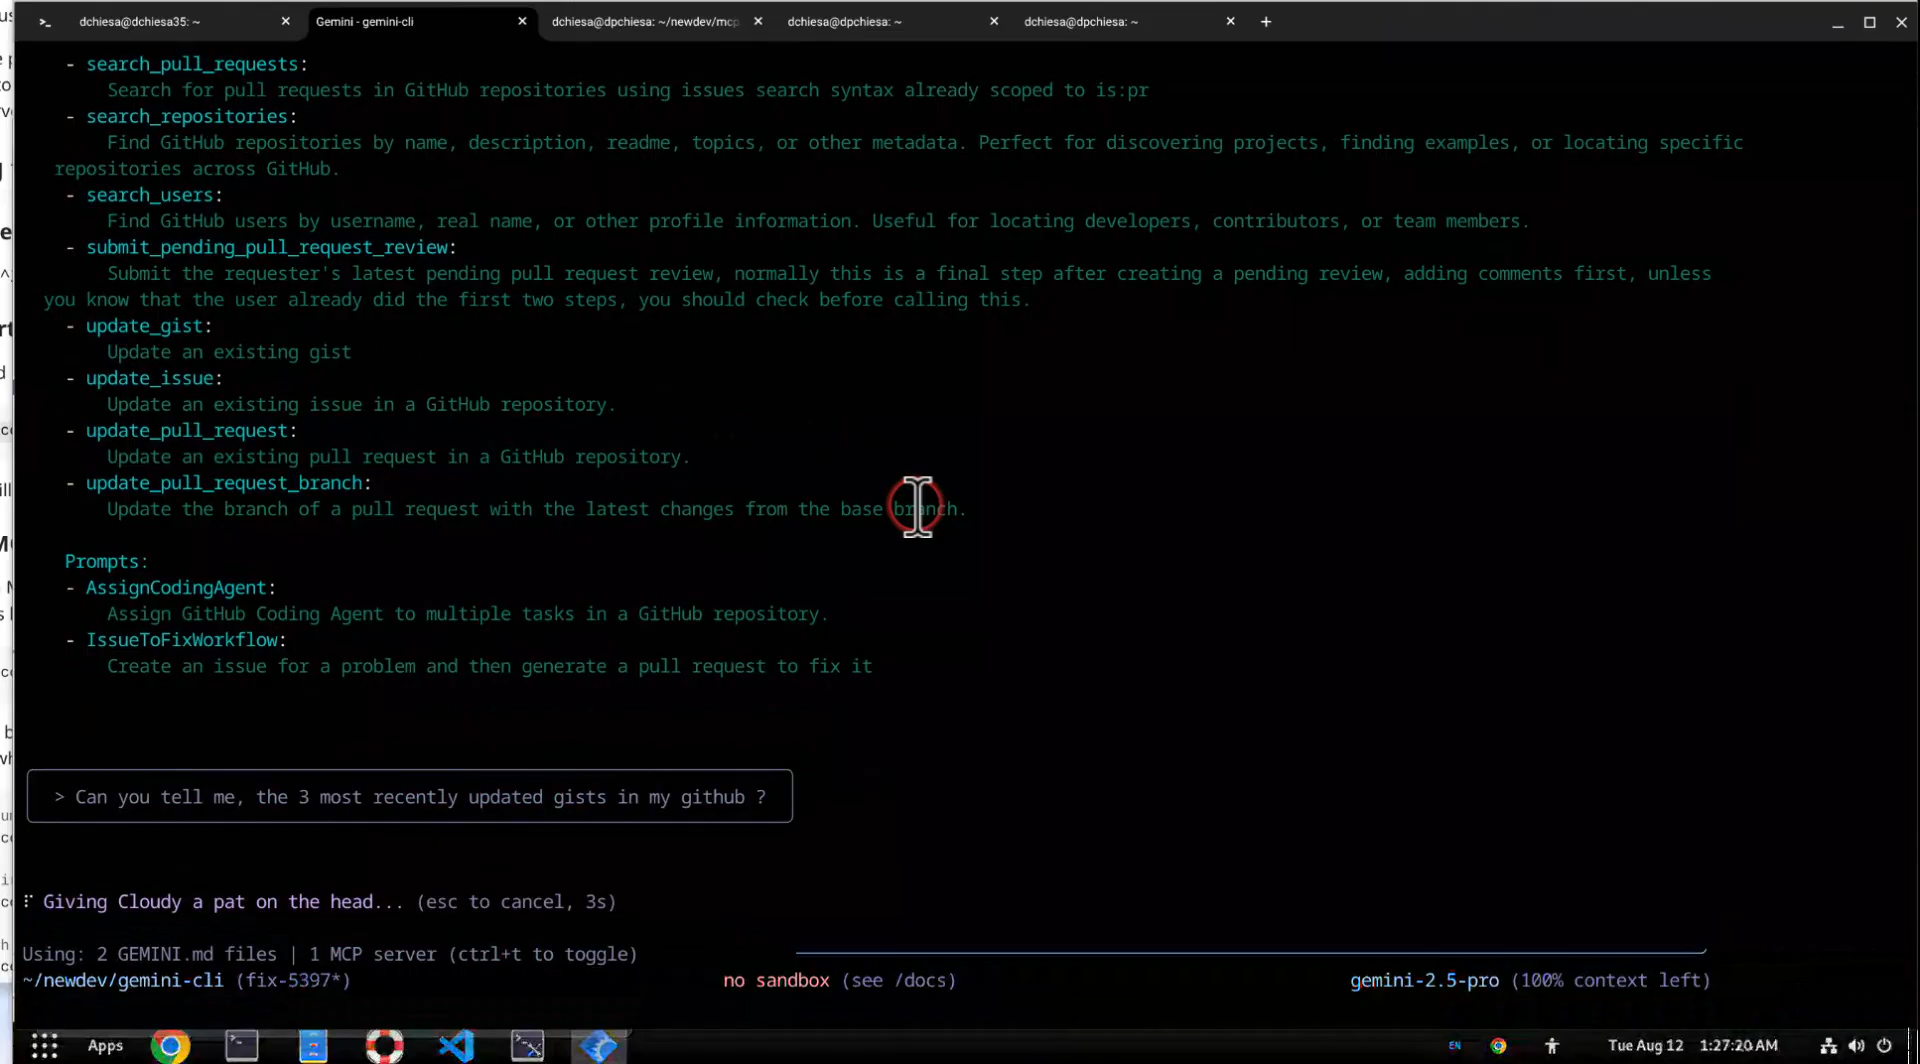 dchiesa@dchiesa35: ~
Gemini - gemini-cli
dchiesa@dpchiesa: ~/newdev/mcp
dchiesa@dpchiesa: ~
dchiesa@dpchiesa: ~
- search_pull_requests:
Search for pull requests in GitHub repositories using issues search syntax already scoped to is:pr
- search_repositories:
Find GitHub repositories by name, description, readme, topics, or other metadata. Perfect for discovering projects, finding examples, or locating specific
repositories across GitHub.
- search_users:
Find GitHub users by username, real name, or other profile information. Useful for locating developers, contributors, or team members.
- submit_pending_pull_request_review:
Submit the requester's latest pending pull request review, normally this is a final step after creating a pending review, adding comments first, unless
you know that the user already did the first two steps, you should check before calling this.
- update_gist:
Update an existing gist
- update_issue:
Update an existing issue in a GitHub repository.
- update_pull_request:
Update an existing pull request in a GitHub repository.
- update_pull_request_branch:
Update the branch of a pull request with the latest changes from the base branch.
Prompts:
- AssignCodingAgent:
Assign GitHub Coding Agent to multiple tasks in a GitHub repository.
- IssueToFixWorkflow:
Create an issue for a problem and then generate a pull request to fix it
> Can you tell me, the 3 most recently updated gists in my github ?
Giving Cloudy a pat on the head... (esc to cancel, 3s)
Using: 2 GEMINI.md files | 1 MCP server (ctrl+t to toggle)
~/newdev/gemini-cli (fix-5397*) no sandbox (see /docs) gemini-2.5-pro (100% context left)
Apps EN Tue Aug 12 1:27:20 AM